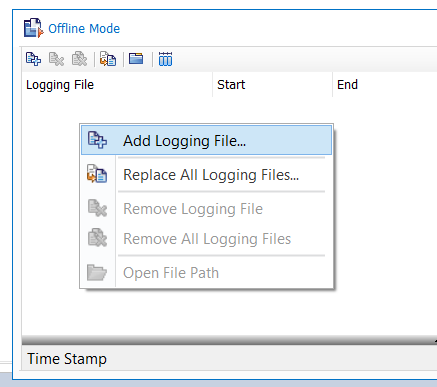 Offline Mode
Logging File Start End
Add Logging File...
Replace All Logging Files...
Remove Logging File
Remove All Logging Files
Open File Path
Time Stamp